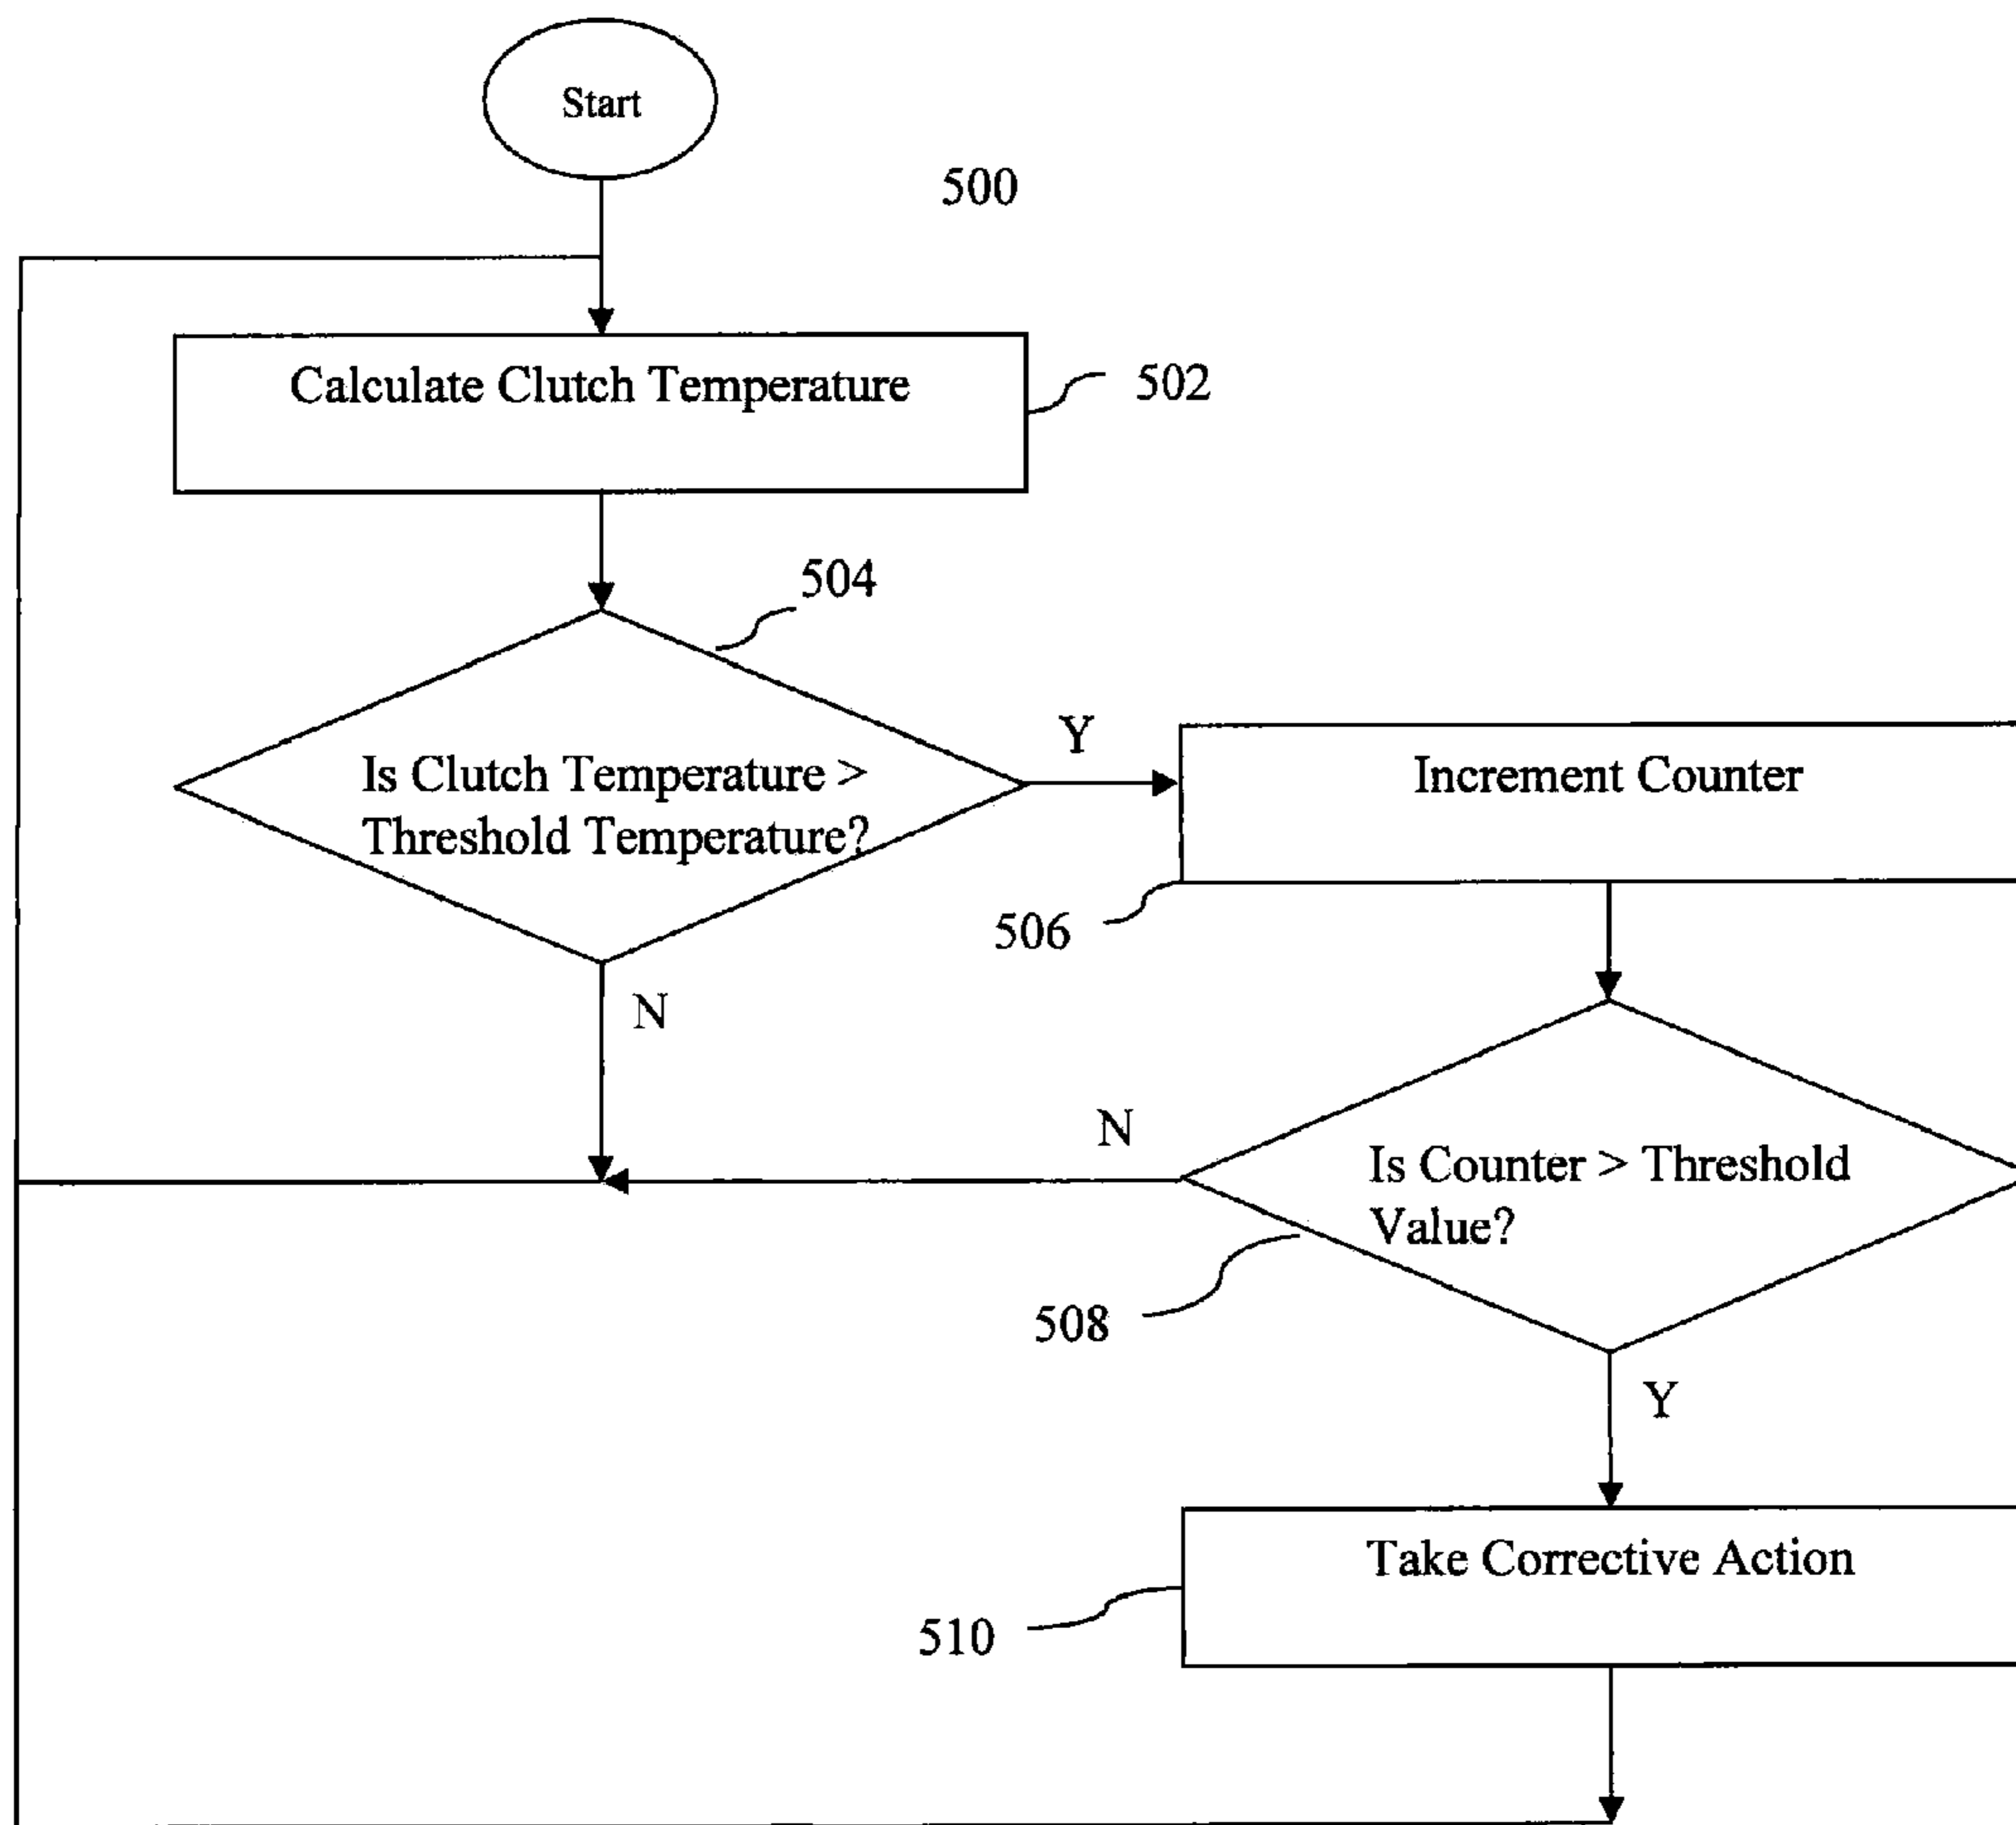 Start
500
Calculate Clutch Temperature
502
504
Is Clutch Temperature >
Threshold Temperature?
Y
Increment Counter
506
N
N
Is Counter > Threshold
Value?
508
Y
Take Corrective Action
510